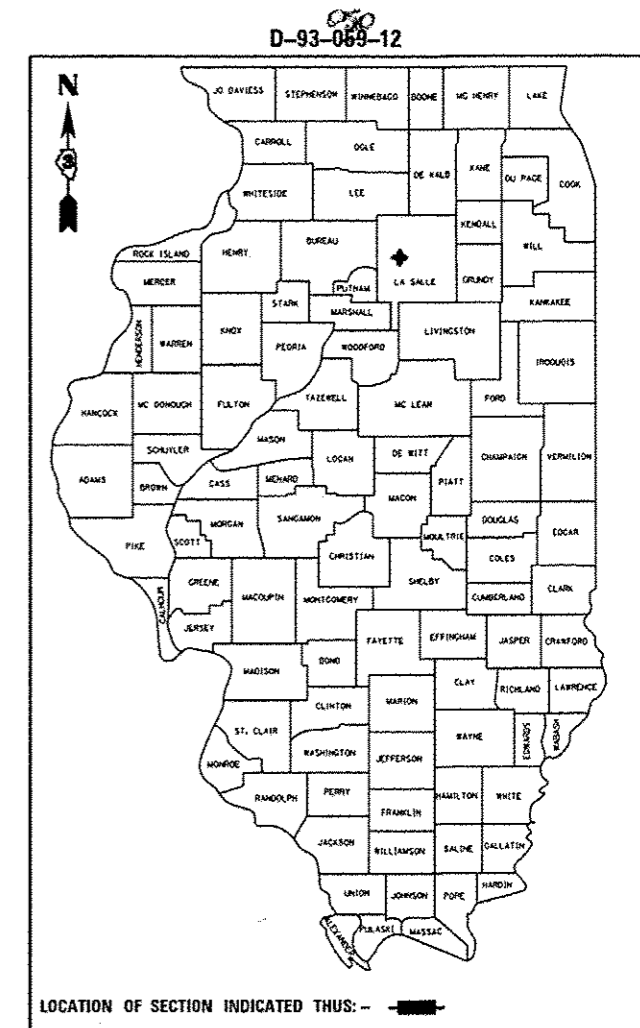 050
D-93-059-12
N
3
JO DAVIESS STEPHENSON WINNEBAGO BOONE MC HENRY LAKE
CARROLL OGLE DE KALB KANE DU PAGE COOK
WHITESIDE LEE
KENDALL WILL
ROCK ISLAND HENRY BUREAU LA SALLE GRUNDY
MERCER STARK PUTNAM KANKAKEE
HENDERSON WARREN KNOX MARSHALL LIVINGSTON
PEORIA WOODFORD IROQUOIS
HANCOCK MC DONOUGH FULTON TAZEWELL MC LEAN FORD
SCHUYLER MASON LOGAN DE WITT CHAMPAIGN VERMILION
ADAMS BROWN CASS MENARD MACON PIATT
PIKE SCOTT MORGAN SANGAMON CHRISTIAN MOULTRIE DOUGLAS EDGAR
COLES
CALHOUN GREENE MACOUPIN MONTGOMERY SHELBY CUMBERLAND CLARK
JERSEY FAYETTE EFFINGHAM JASPER CRAWFORD
MADISON BOND
CLAY RICHLAND LAWRENCE
CLINTON MARION
ST. CLAIR WAYNE EDWARDS WABASH
MONROE WASHINGTON JEFFERSON
RANDOLPH PERRY HAMILTON WHITE
FRANKLIN
JACKSON WILLIAMSON SALINE GALLATIN
UNION JOHNSON POPE HARDIN
ALEXANDER PULASKI MASSAC
LOCATION OF SECTION INDICATED THUS: -